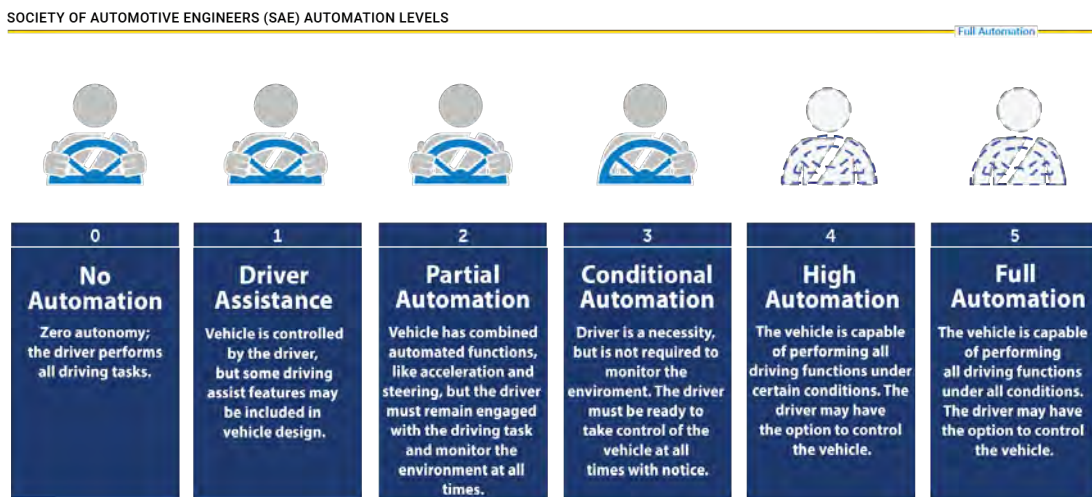 SOCIETY OF AUTOMOTIVE ENGINEERS (SAE) AUTOMATION LEVELS
Full Automation
0
No
Automation
Zero autonomy;
the driver performs
all driving tasks.
1
Driver
Assistance
Vehicle is controlled
by the driver,
but some driving
assist features may
be included in
vehicle design.
2
Partial
Automation
Vehicle has combined
automated functions,
like acceleration and
steering, but the driver
must remain engaged
with the driving task
and monitor the
environment at all
times.
3
Conditional
Automation
Driver is a necessity,
but is not required to
monitor the
enviroment. The driver
must be ready to
take control of the
vehicle at all
times with notice.
4
High
Automation
The vehicle is capable
of performing all
driving functions under
certain conditions. The
driver may have
the option to control
the vehicle.
5
Full
Automation
The vehicle is capable
of performing
all driving functions
under all conditions.
The driver may have
the option to control
the vehicle.